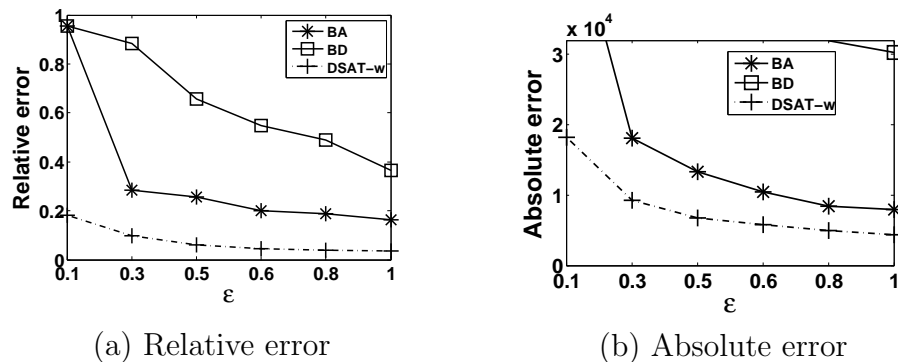 1
0.8
0.6
0.4
0.2
0
0.1 0.3 0.5 0.6 0.8 1
Relative error
ε
BA
BD
DSAT-w
(a) Relative error
x 10⁴
3
2
1
0
0.1 0.3 0.5 0.6 0.8 1
Absolute error
ε
BA
BD
DSAT-w
(b) Absolute error